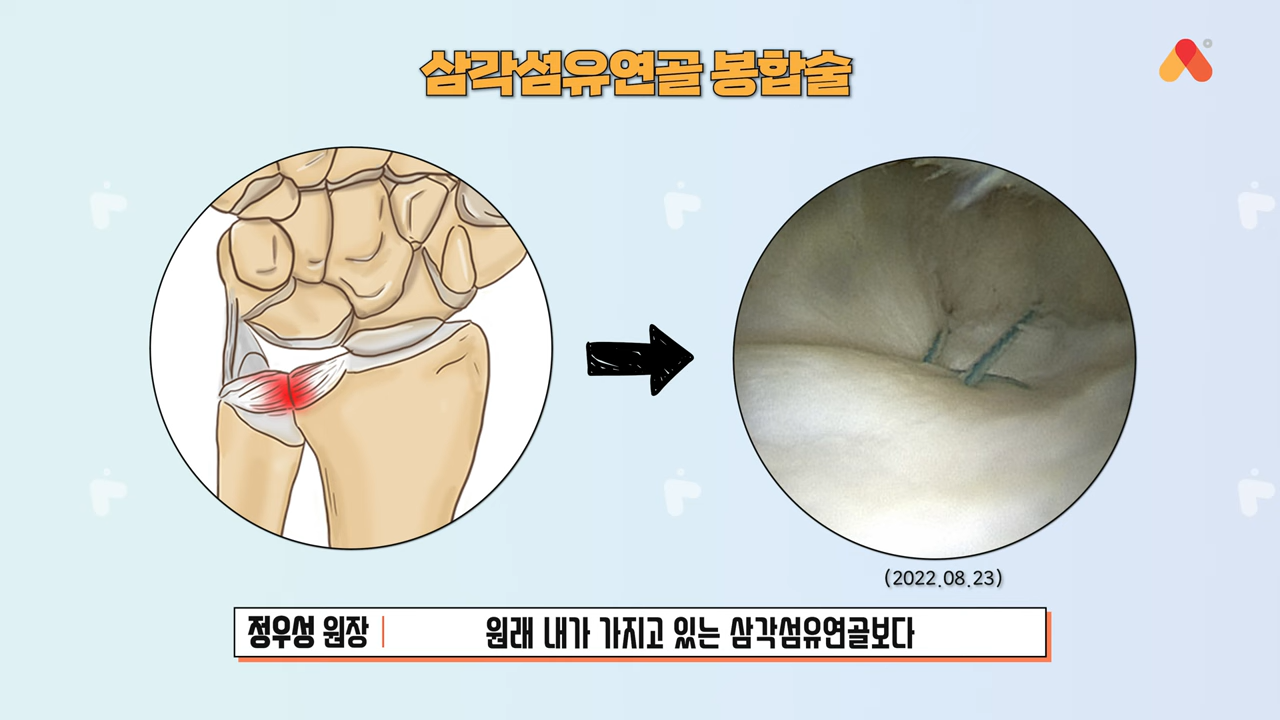 삼각섬유연골 봉합술
(2022.08.23)
정우성 원장
원래 내가 가지고 있는 삼각섬유연골보다